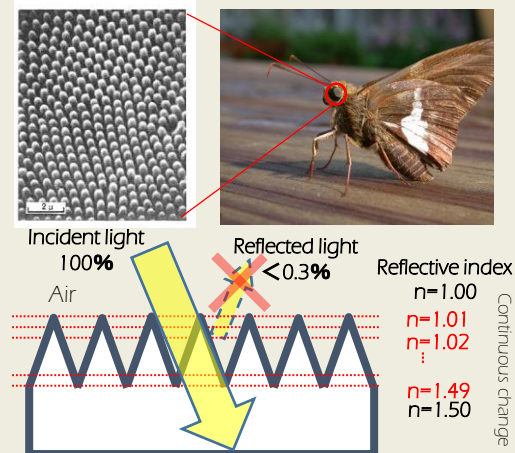 2 μ
Incident light
100%
Reflected light
<0.3%
Air
Reflective index
n=1.00
n=1.01
n=1.02
⋮
n=1.49
n=1.50
Continuous change